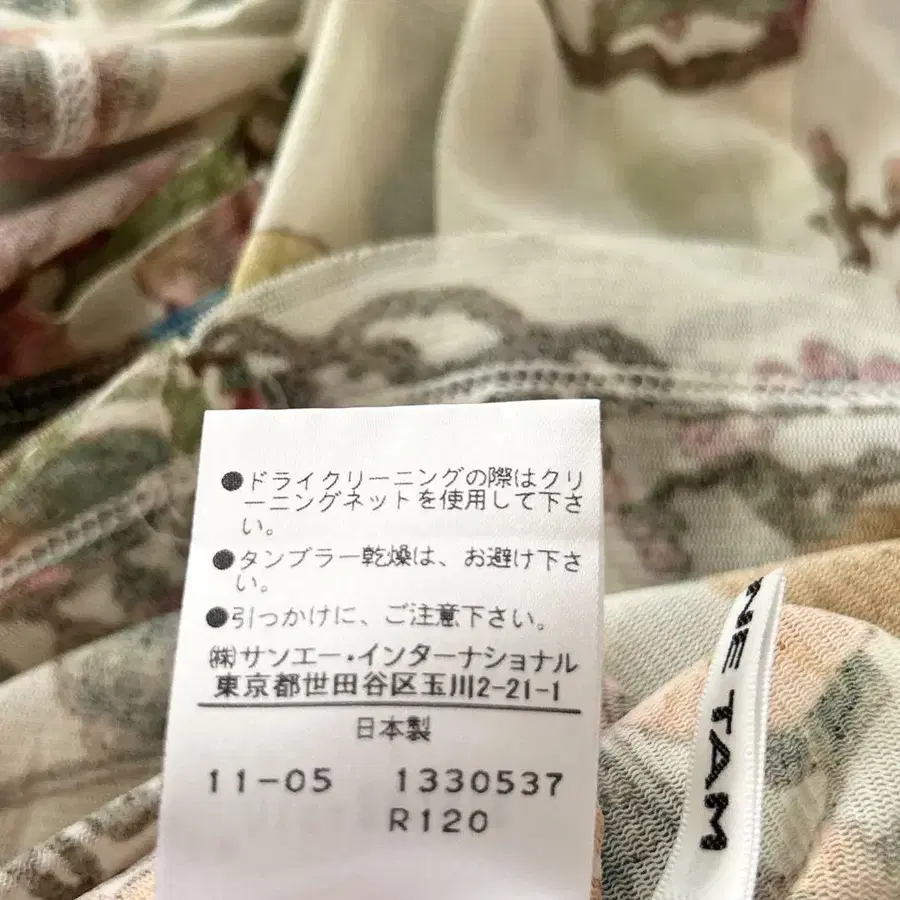 ●ドライクリーニングの際はクリ
ーニングネットを使用して下さ
い。
●タンブラー乾燥は、お避け下さ
い。
●引っかけに、ご注意下さい。
㈱サンエー・インターナショナル
東京都世田谷区玉川2-21-1
日本製
11-05 1330537
R120
NE TAM